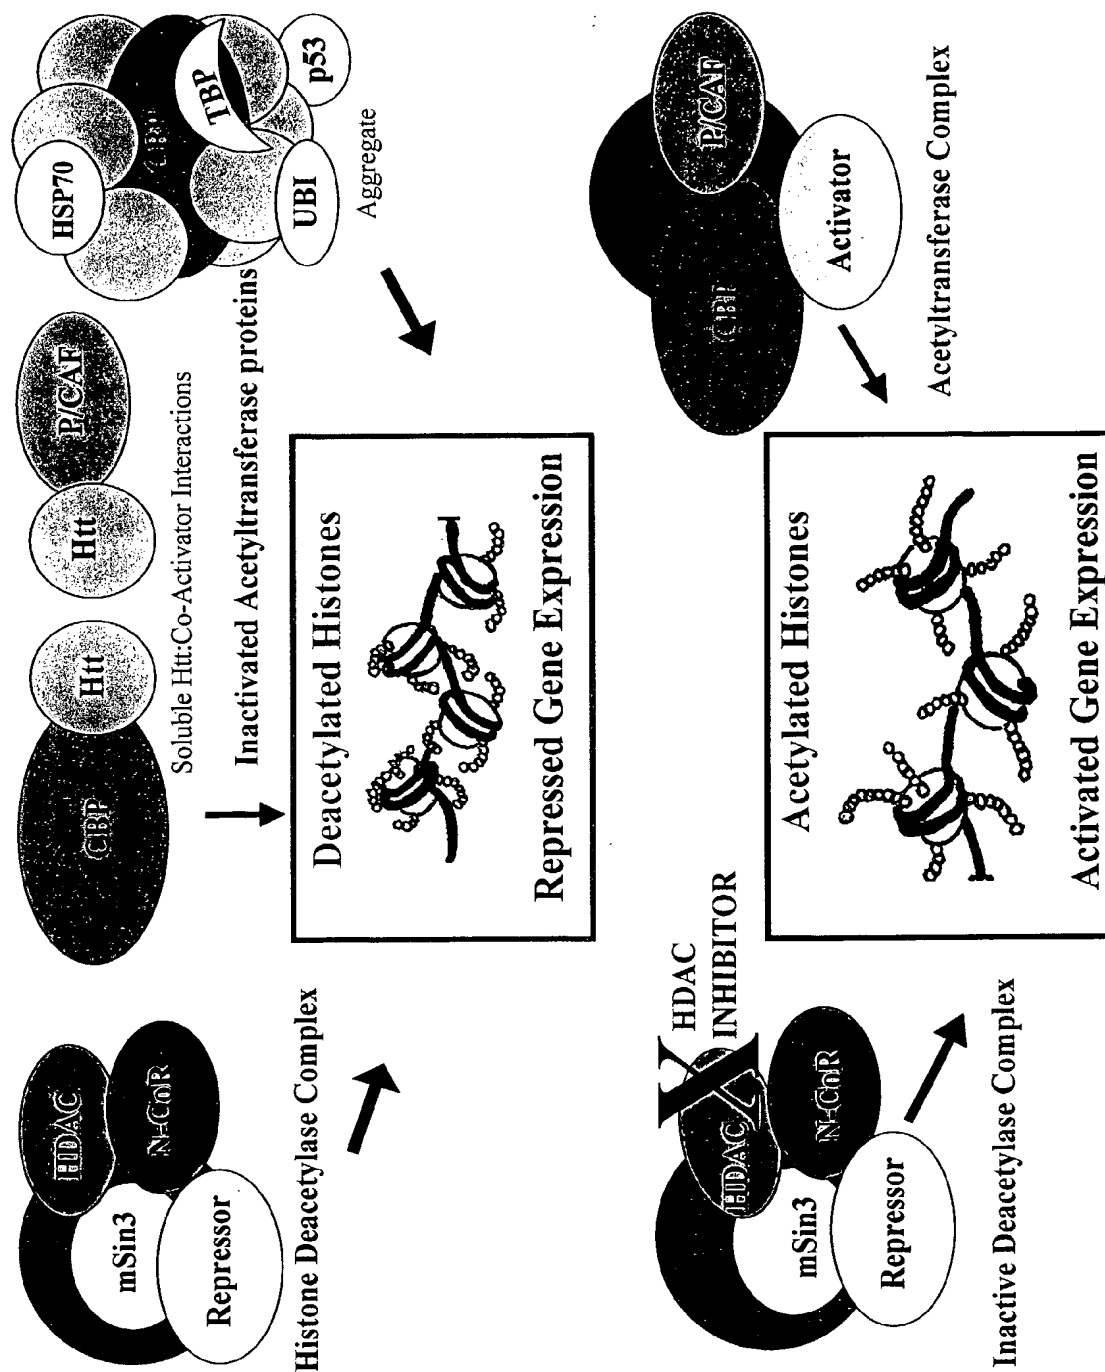 HDAC
N-CoR
mSin3
Repressor
Histone Deacetylase Complex
CBP
Htt
Htt
P/CAF
Soluble Htt:Co-Activator Interactions
Inactivated Acetyltransferase proteins
HSP70
CBP
TBP
UBI
p53
Aggregate
Deacetylated Histones
Repressed Gene Expression
HDAC
INHIBITOR
X
HDAC
N-CoR
mSin3
Repressor
Inactive Deacetylase Complex
CBP
P/CAF
Activator
Acetyltransferase Complex
Acetylated Histones
Activated Gene Expression